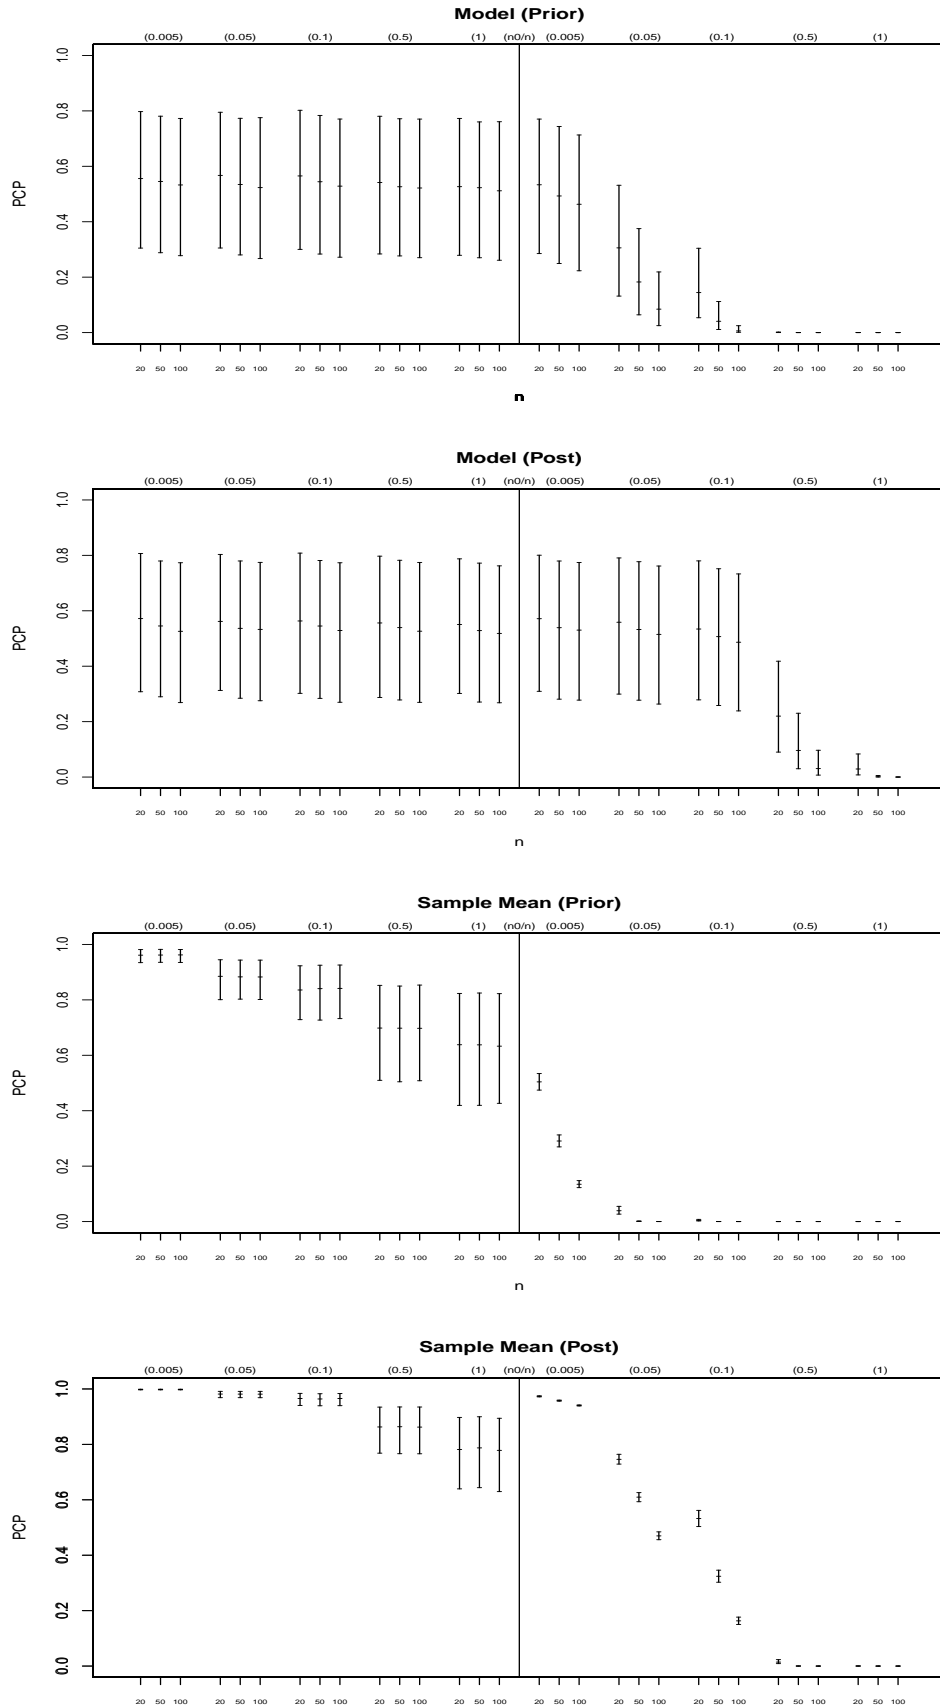 Model (Prior)
(0.005) (0.05) (0.1) (0.5) (1) (n0/n) (0.005) (0.05) (0.1) (0.5) (1)
1.0
0.8
0.6
0.4
0.2
0.0
PCP
20 50 100 20 50 100 20 50 100 20 50 100 20 50 100 20 50 100 20 50 100 20 50 100 20 50 100 20 50 100
n
Model (Post)
(0.005) (0.05) (0.1) (0.5) (1) (n0/n) (0.005) (0.05) (0.1) (0.5) (1)
1.0
0.8
0.6
0.4
0.2
0.0
PCP
20 50 100 20 50 100 20 50 100 20 50 100 20 50 100 20 50 100 20 50 100 20 50 100 20 50 100 20 50 100
n
Sample Mean (Prior)
(0.005) (0.05) (0.1) (0.5) (1) (n0/n) (0.005) (0.05) (0.1) (0.5) (1)
1.0
0.8
0.6
0.4
0.2
0.0
PCP
20 50 100 20 50 100 20 50 100 20 50 100 20 50 100 20 50 100 20 50 100 20 50 100 20 50 100 20 50 100
n
Sample Mean (Post)
(0.005) (0.05) (0.1) (0.5) (1) (n0/n) (0.005) (0.05) (0.1) (0.5) (1)
1.0
0.8
0.6
0.4
0.2
0.0
PCP
20 50 100 20 50 100 20 50 100 20 50 100 20 50 100 20 50 100 20 50 100 20 50 100 20 50 100 20 50 100